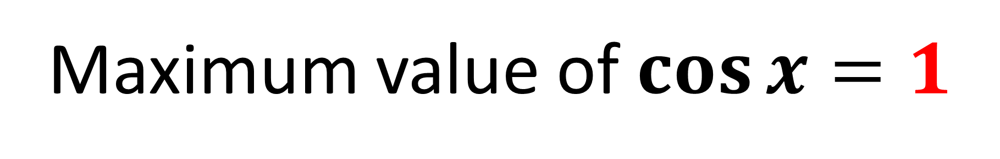 Maximum value of cos x = 1